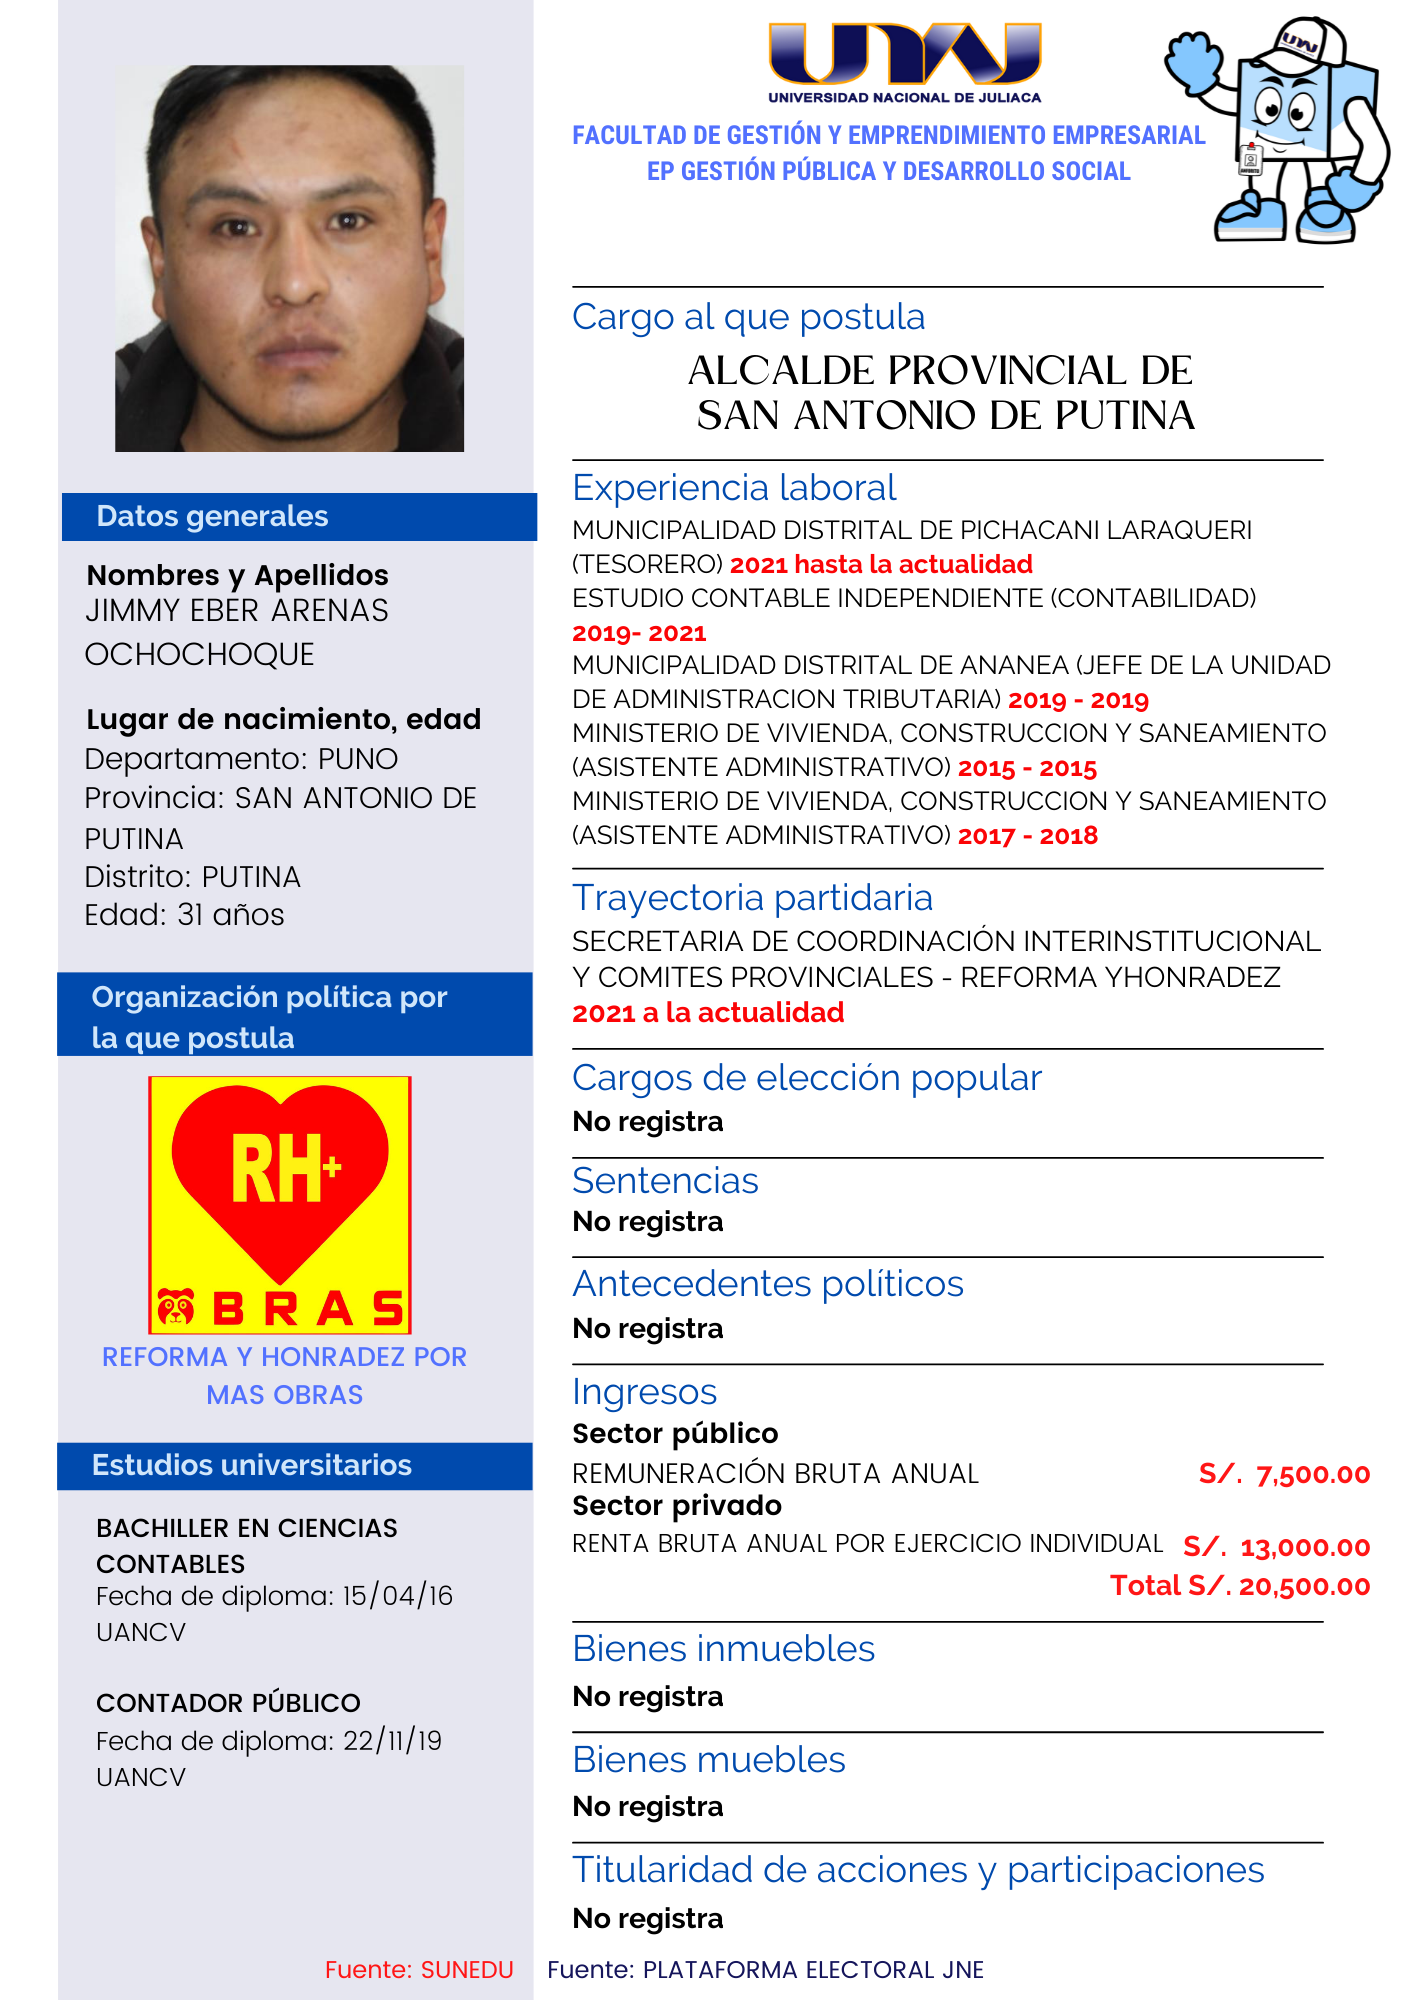 UNAJ
UNIVERSIDAD NACIONAL DE JULIACA
FACULTAD DE GESTIÓN Y EMPRENDIMIENTO EMPRESARIAL
EP GESTIÓN PÚBLICA Y DESARROLLO SOCIAL
UNAJ
Datos generales
Nombres y Apellidos
JIMMY EBER ARENAS
OCHOCHOQUE
Lugar de nacimiento, edad
Departamento: PUNO
Provincia: SAN ANTONIO DE
PUTINA
Distrito: PUTINA
Edad: 31 años
Organización política por
la que postula
RH+
OBRAS
REFORMA Y HONRADEZ POR
MAS OBRAS
Estudios universitarios
BACHILLER EN CIENCIAS
CONTABLES
Fecha de diploma: 15/04/16
UANCV
CONTADOR PÚBLICO
Fecha de diploma: 22/11/19
UANCV
Cargo al que postula
ALCALDE PROVINCIAL DE
SAN ANTONIO DE PUTINA
Experiencia laboral
MUNICIPALIDAD DISTRITAL DE PICHACANI LARAQUERI
(TESORERO) 2021 hasta la actualidad
ESTUDIO CONTABLE INDEPENDIENTE (CONTABILIDAD)
2019- 2021
MUNICIPALIDAD DISTRITAL DE ANANEA (JEFE DE LA UNIDAD
DE ADMINISTRACION TRIBUTARIA) 2019 - 2019
MINISTERIO DE VIVIENDA, CONSTRUCCION Y SANEAMIENTO
(ASISTENTE ADMINISTRATIVO) 2015 - 2015
MINISTERIO DE VIVIENDA, CONSTRUCCION Y SANEAMIENTO
(ASISTENTE ADMINISTRATIVO) 2017 - 2018
Trayectoria partidaria
SECRETARIA DE COORDINACIÓN INTERINSTITUCIONAL
Y COMITES PROVINCIALES - REFORMA YHONRADEZ
2021 a la actualidad
Cargos de elección popular
No registra
Sentencias
No registra
Antecedentes políticos
No registra
Ingresos
Sector público
REMUNERACIÓN BRUTA ANUAL S/. 7,500.00
Sector privado
RENTA BRUTA ANUAL POR EJERCICIO INDIVIDUAL S/. 13,000.00
Total S/. 20,500.00
Bienes inmuebles
No registra
Bienes muebles
No registra
Titularidad de acciones y participaciones
No registra
Fuente: SUNEDU Fuente: PLATAFORMA ELECTORAL JNE